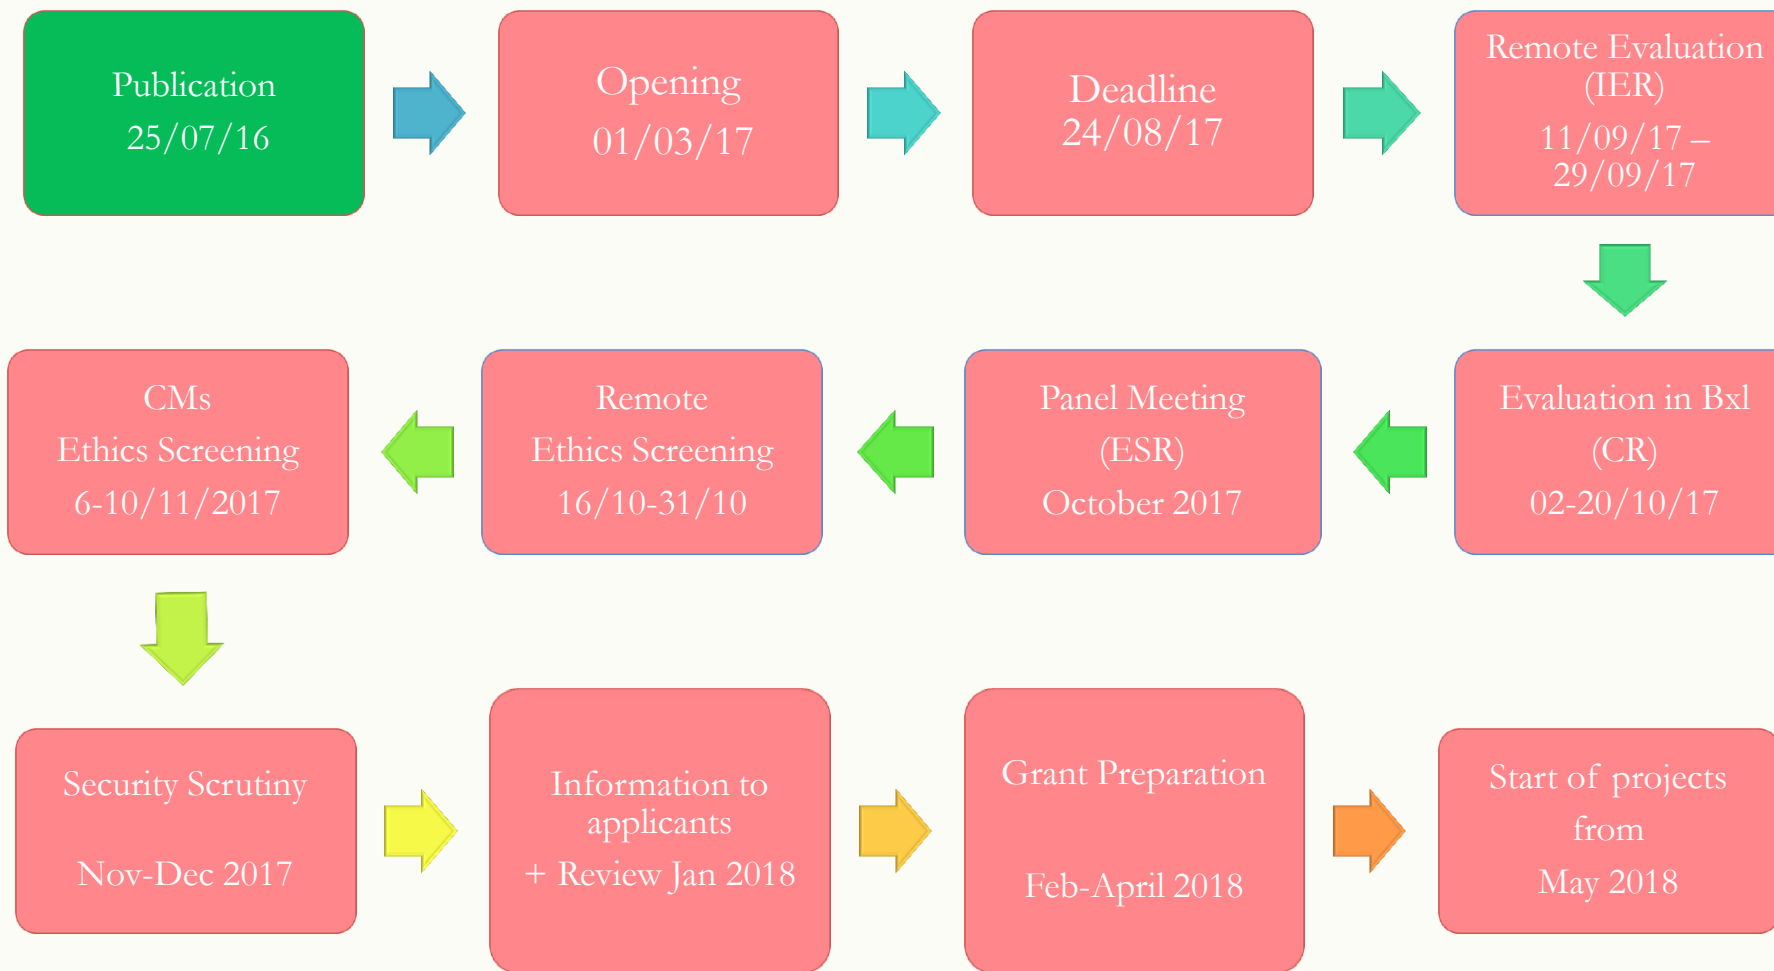 Publication
25/07/16
Opening
01/03/17
Deadline
24/08/17
Remote Evaluation
(IER)
11/09/17 –
29/09/17
Evaluation in Bxl
(CR)
02-20/10/17
Panel Meeting
(ESR)
October 2017
Remote
Ethics Screening
16/10-31/10
CMs
Ethics Screening
6-10/11/2017
Security Scrutiny
Nov-Dec 2017
Information to
applicants
+ Review Jan 2018
Grant Preparation
Feb-April 2018
Start of projects
from
May 2018